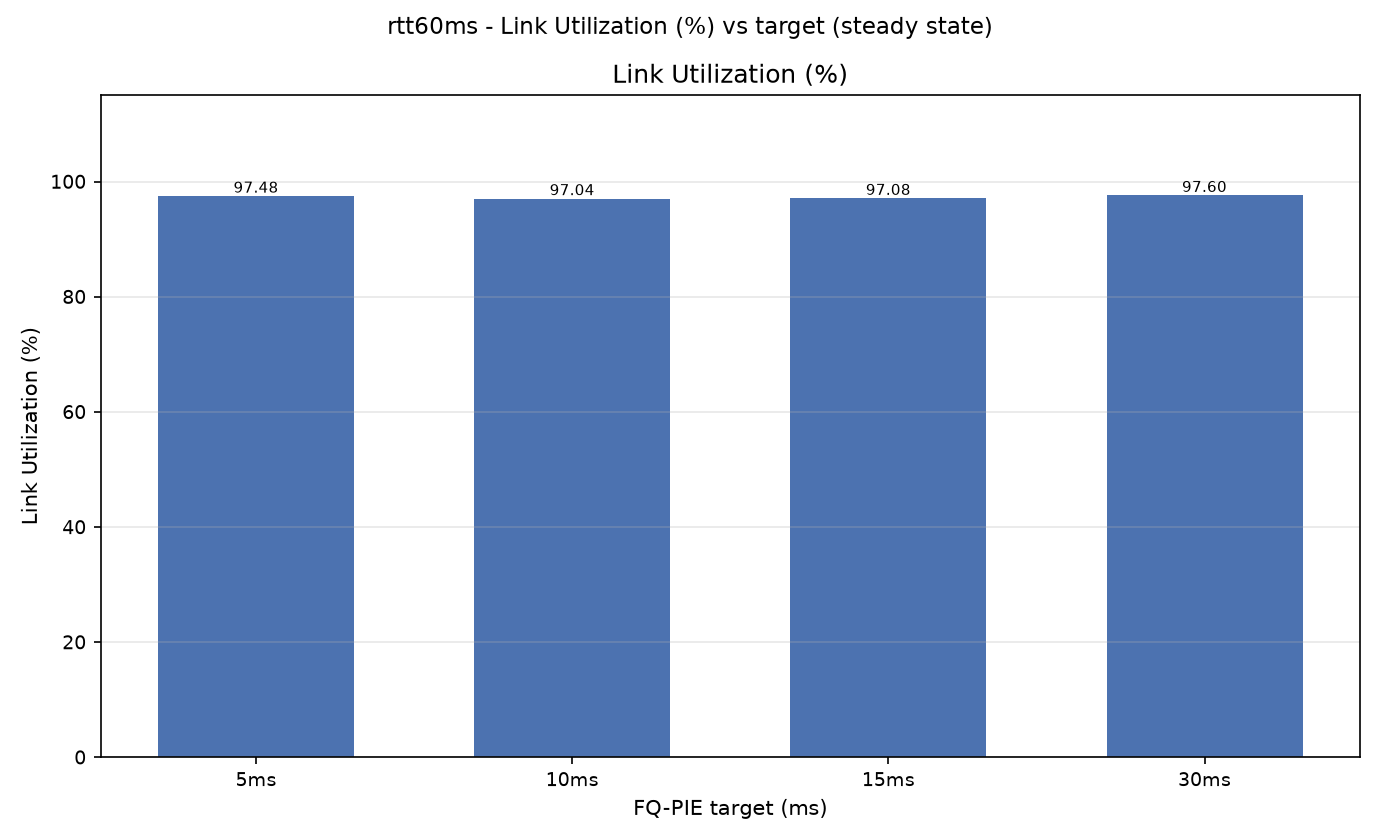 rtt60ms - Link Utilization (%) vs target (steady state)
Link Utilization (%)
Link Utilization (%)
100
80
60
40
20
0
97.48
97.04
97.08
97.60
5ms
10ms
15ms
30ms
FQ-PIE target (ms)